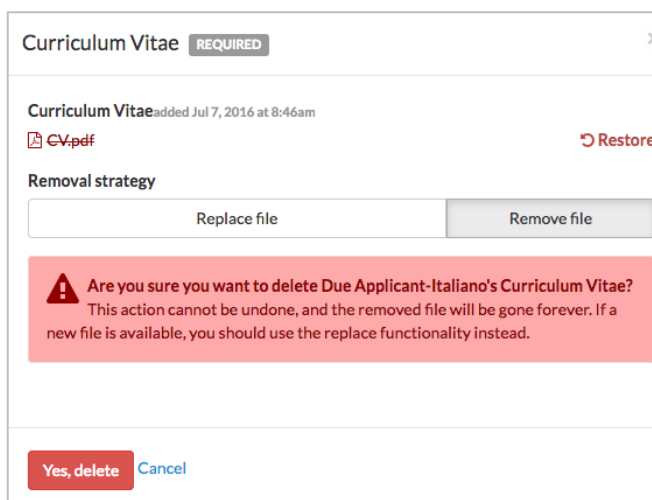 Curriculum Vitae REQUIRED
Curriculum Vitae added Jul 7, 2016 at 8:46am
CV.pdf Restore
Removal strategy
Replace file Remove file
Are you sure you want to delete Due Applicant-Italiano's Curriculum Vitae?
This action cannot be undone, and the removed file will be gone forever. If a
new file is available, you should use the replace functionality instead.
Yes, delete Cancel